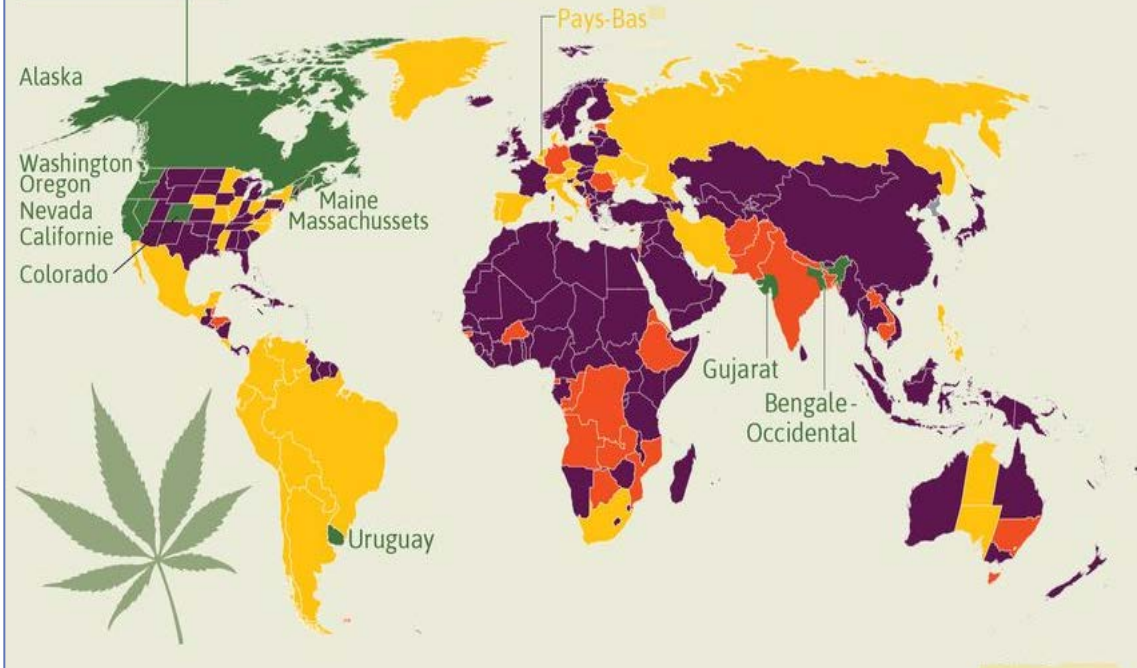 Pays-Bas
Alaska
Washington
Oregon
Nevada
Californie
Colorado
Maine
Massachussets
Gujarat
Bengale-
Occidental
Uruguay